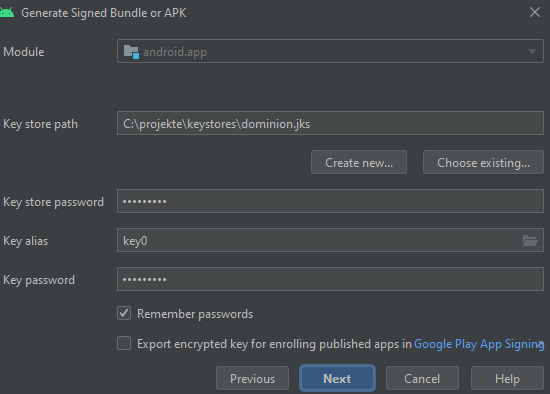 Generate Signed Bundle or APK
Module android.app
Key store path C:\projekte\keystores\dominion.jks
Create new... Choose existing...
Key store password •••••••••
Key alias key0
Key password •••••••••
Remember passwords
Export encrypted key for enrolling published apps in Google Play App Signing
Previous Next Cancel Help